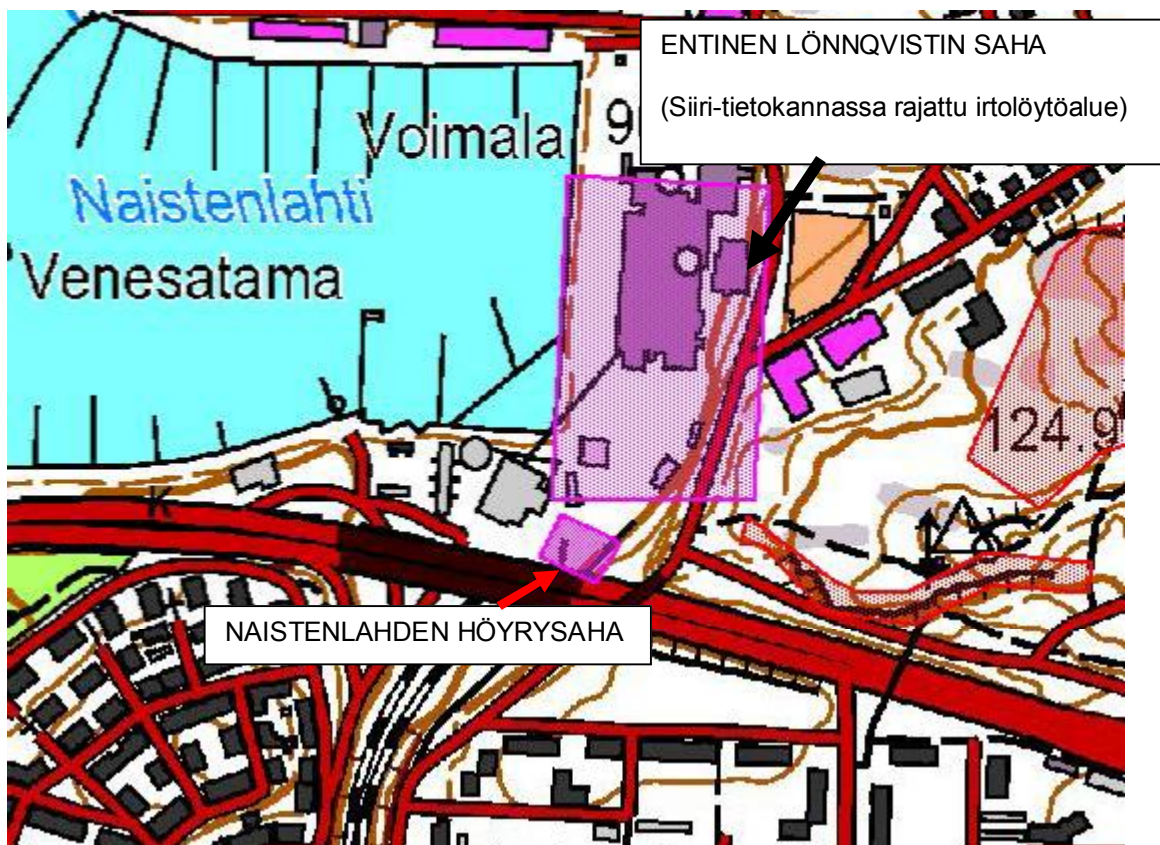 ENTINEN LÖNNQVISTIN SAHA
(Siiri-tietokannassa rajattu irtolöytöalue)
Voimala
Naistenlahti
Venesatama
124.9
K
NAISTENLAHDEN HÖYRYSAHA